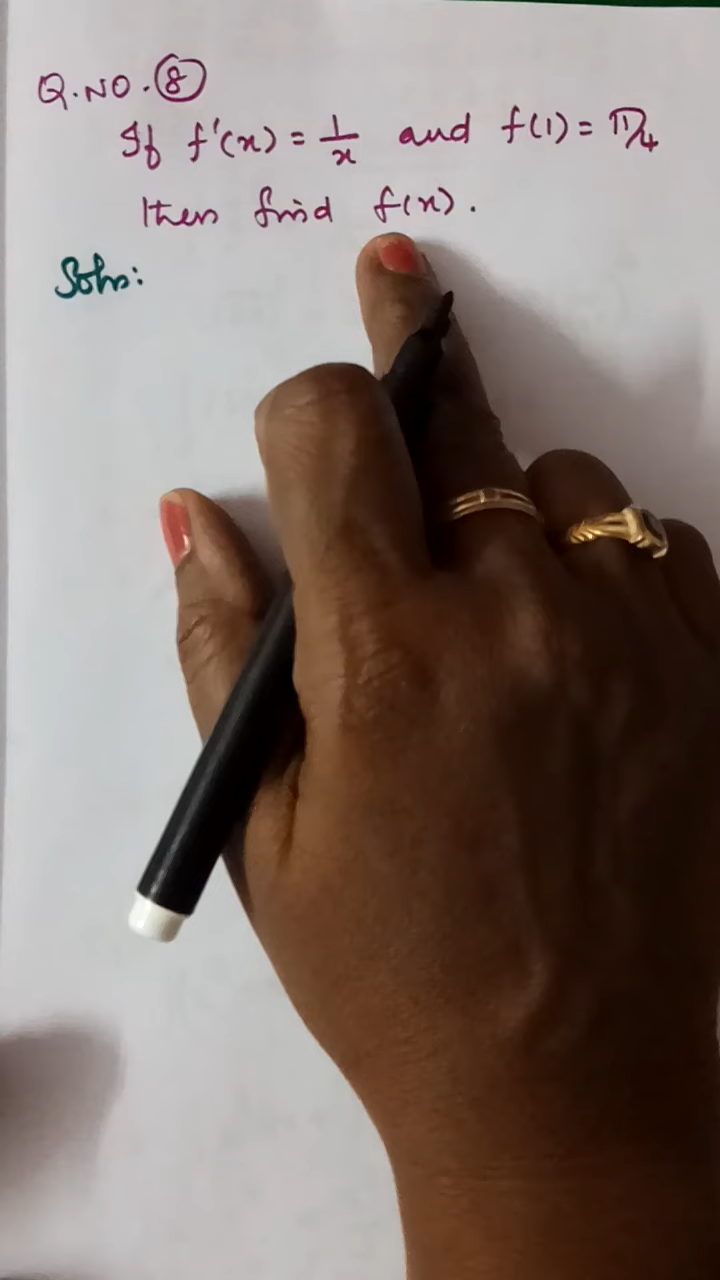 Q.NO. 8
If f'(x) = 1/x and f(1) = π/4
then find f(x).
Soln: